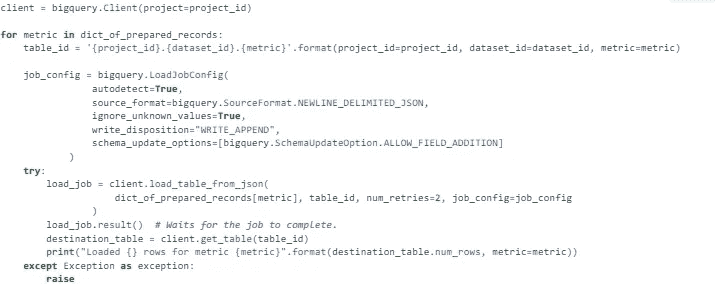 client = bigquery.Client(project=project_id)

for metric in dict_of_prepared_records:
    table_id = '{project_id}.{dataset_id}.{metric}'.format(project_id=project_id, dataset_id=dataset_id, metric=metric)

    job_config = bigquery.LoadJobConfig(
                autodetect=True,
                source_format=bigquery.SourceFormat.NEWLINE_DELIMITED_JSON,
                ignore_unknown_values=True,
                write_disposition="WRITE_APPEND",
                schema_update_options=[bigquery.SchemaUpdateOption.ALLOW_FIELD_ADDITION]
            )
    try:
        load_job = client.load_table_from_json(
                    dict_of_prepared_records[metric], table_id, num_retries=2, job_config=job_config
                )
        load_job.result()  # Waits for the job to complete.
        destination_table = client.get_table(table_id)
        print("Loaded {} rows for metric {metric}".format(destination_table.num_rows, metric=metric))
    except Exception as exception:
        raise